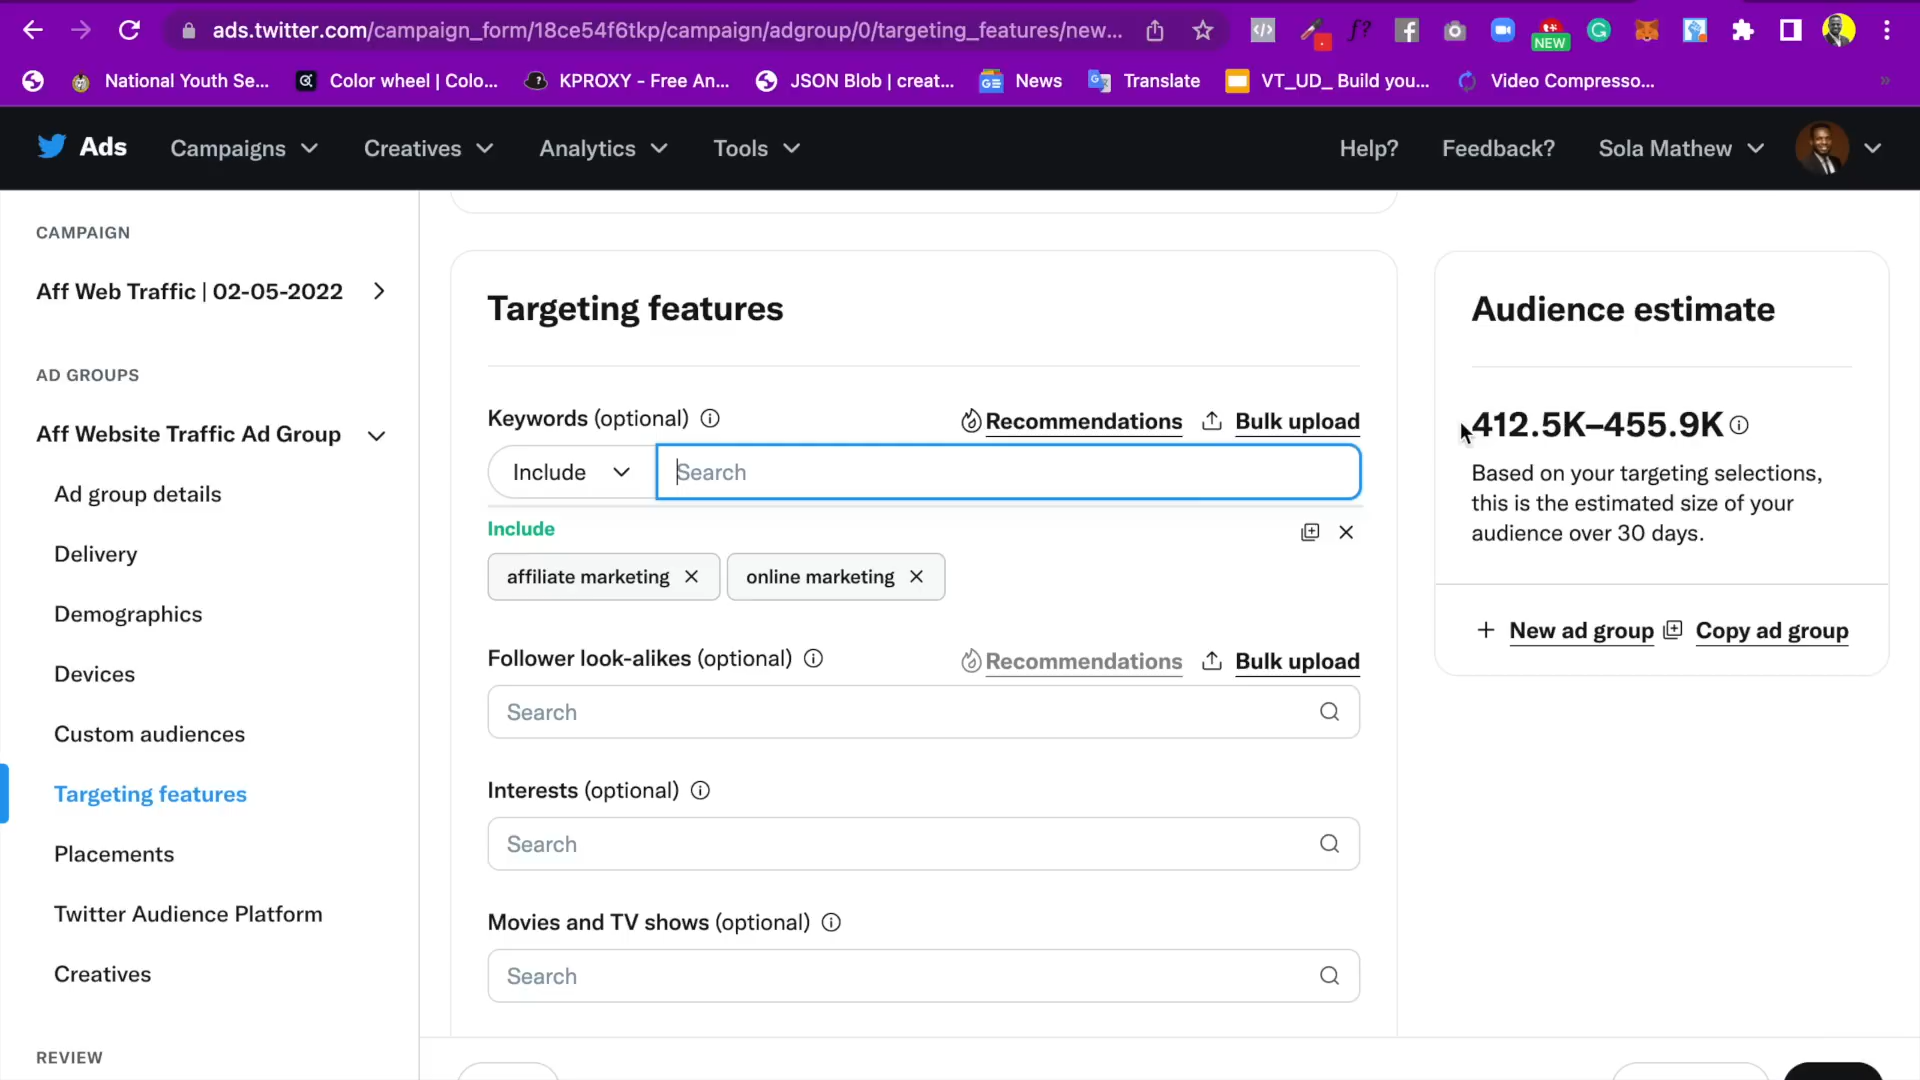 ads.twitter.com/campaign_form/18ce54f6tkp/campaign/adgroup/0/targeting_features/new...
f?
NEW
National Youth Se...
Color wheel | Colo...
KPROXY - Free An...
JSON Blob | creat...
GE
News
Translate
VT_UD_ Build you...
Video Compresso...
»
Ads
Campaigns
Creatives
Analytics
Tools
Help?
Feedback?
Sola Mathew
CAMPAIGN
Aff Web Traffic | 02-05-2022
AD GROUPS
Aff Website Traffic Ad Group
Ad group details
Delivery
Demographics
Devices
Custom audiences
Targeting features
Placements
Twitter Audience Platform
Creatives
REVIEW
Targeting features
Keywords (optional)
Recommendations
Bulk upload
Include
Search
Include
affiliate marketing
online marketing
Follower look-alikes (optional)
Recommendations
Bulk upload
Search
Interests (optional)
Search
Movies and TV shows (optional)
Search
Audience estimate
412.5K–455.9K
Based on your targeting selections,
this is the estimated size of your
audience over 30 days.
+ New ad group
Copy ad group